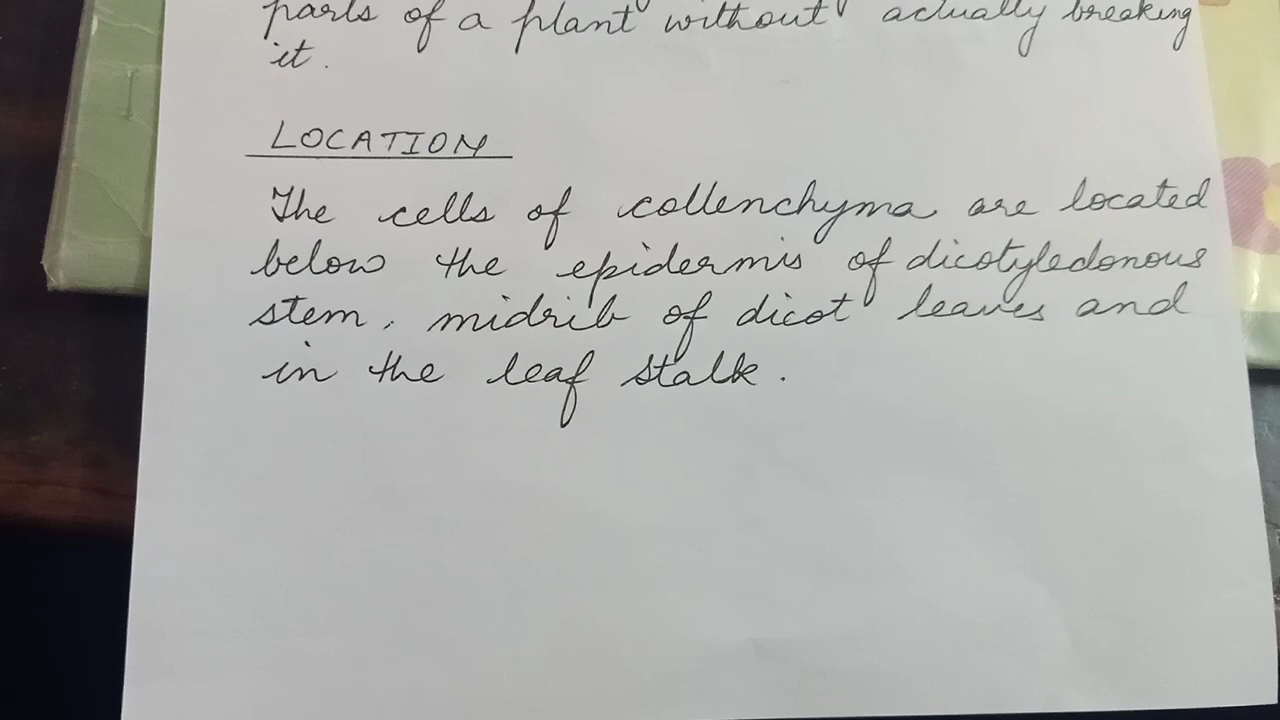 parts of a plant without actually breaking
it.
LOCATION
The cells of collenchyma are located
below the epidermis of dicotyledonous
stem, midrib of dicot leaves and
in the leaf stalk.